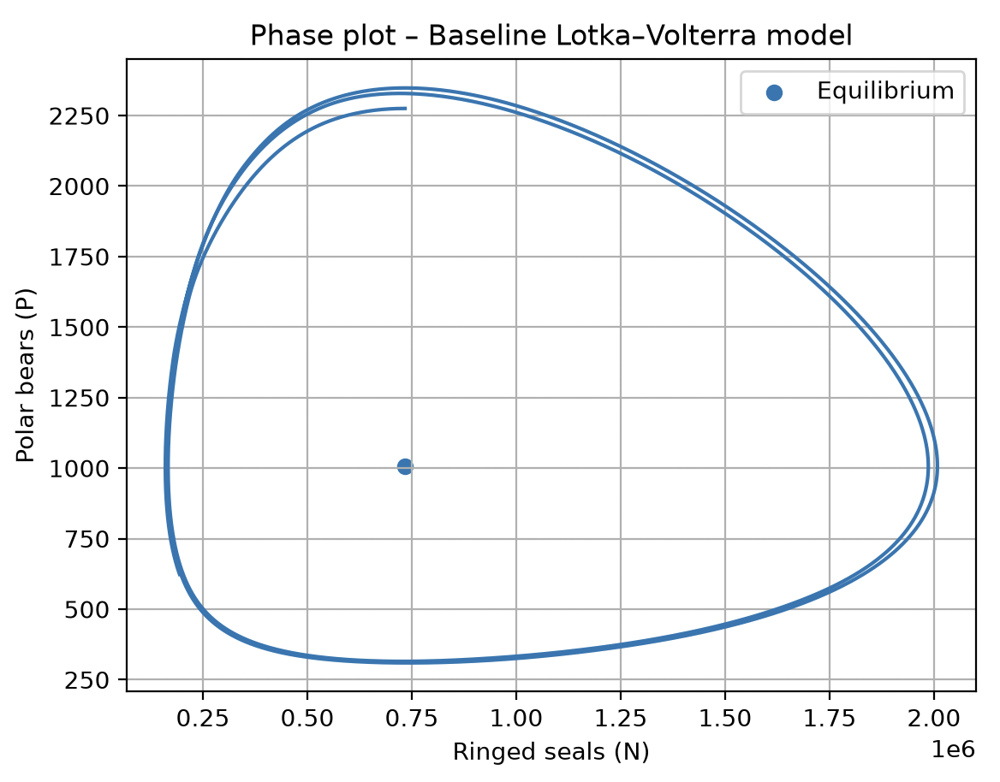 Phase plot – Baseline Lotka–Volterra model
Equilibrium
Polar bears (P)
2250
2000
1750
1500
1250
1000
750
500
250
0.25 0.50 0.75 1.00 1.25 1.50 1.75 2.00
1e6
Ringed seals (N)